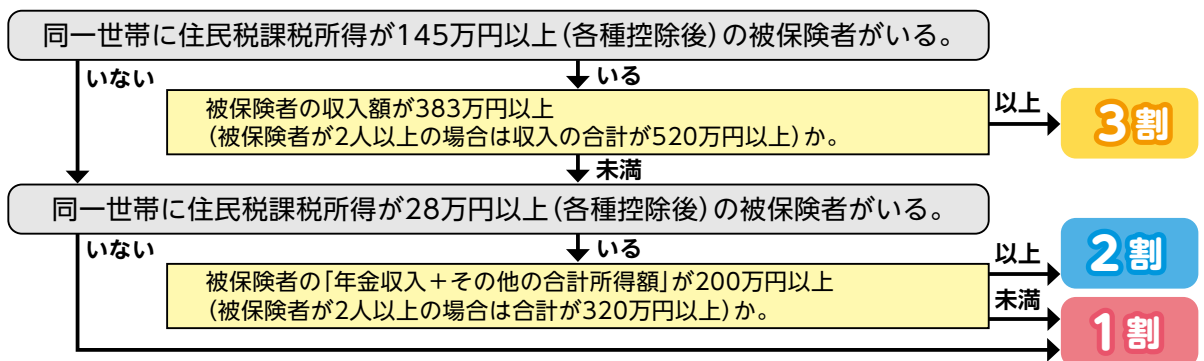 同一世帯に住民税課税所得が145万円以上(各種控除後)の被保険者がいる。
いない
いる
被保険者の収入額が383万円以上
(被保険者が2人以上の場合は収入の合計が520万円以上)か。
以上
3割
未満
同一世帯に住民税課税所得が28万円以上(各種控除後)の被保険者がいる。
いない
いる
被保険者の「年金収入+その他の合計所得額」が200万円以上
(被保険者が2人以上の場合は合計が320万円以上)か。
以上
2割
未満
1割